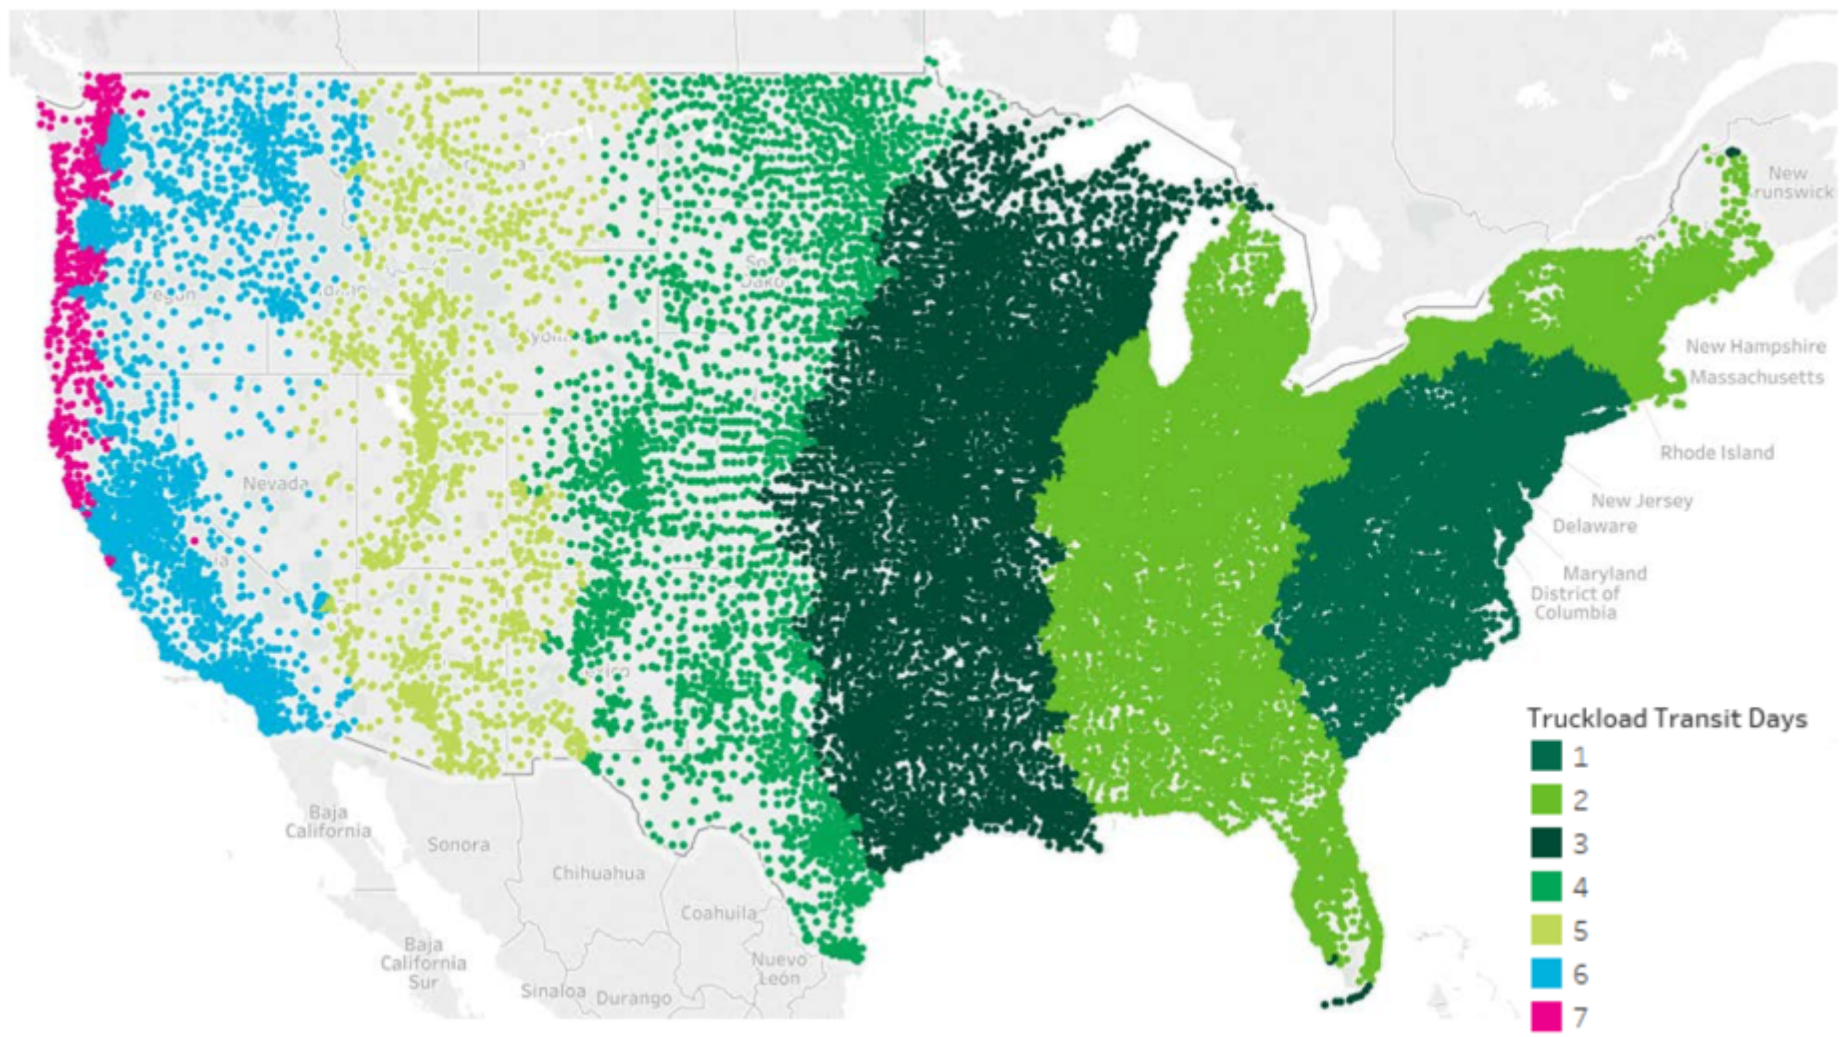 New
runswick
New Hampshire
Massachusetts
Rhode Island
New Jersey
Delaware
Maryland
District of
Columbia
Nevada
Baja
California
Sonora
Chihuahua
Coahuila
Baja
California
Sur
Sinaloa
Durango
Nuevo
León
Truckload Transit Days
1
2
3
4
5
6
7